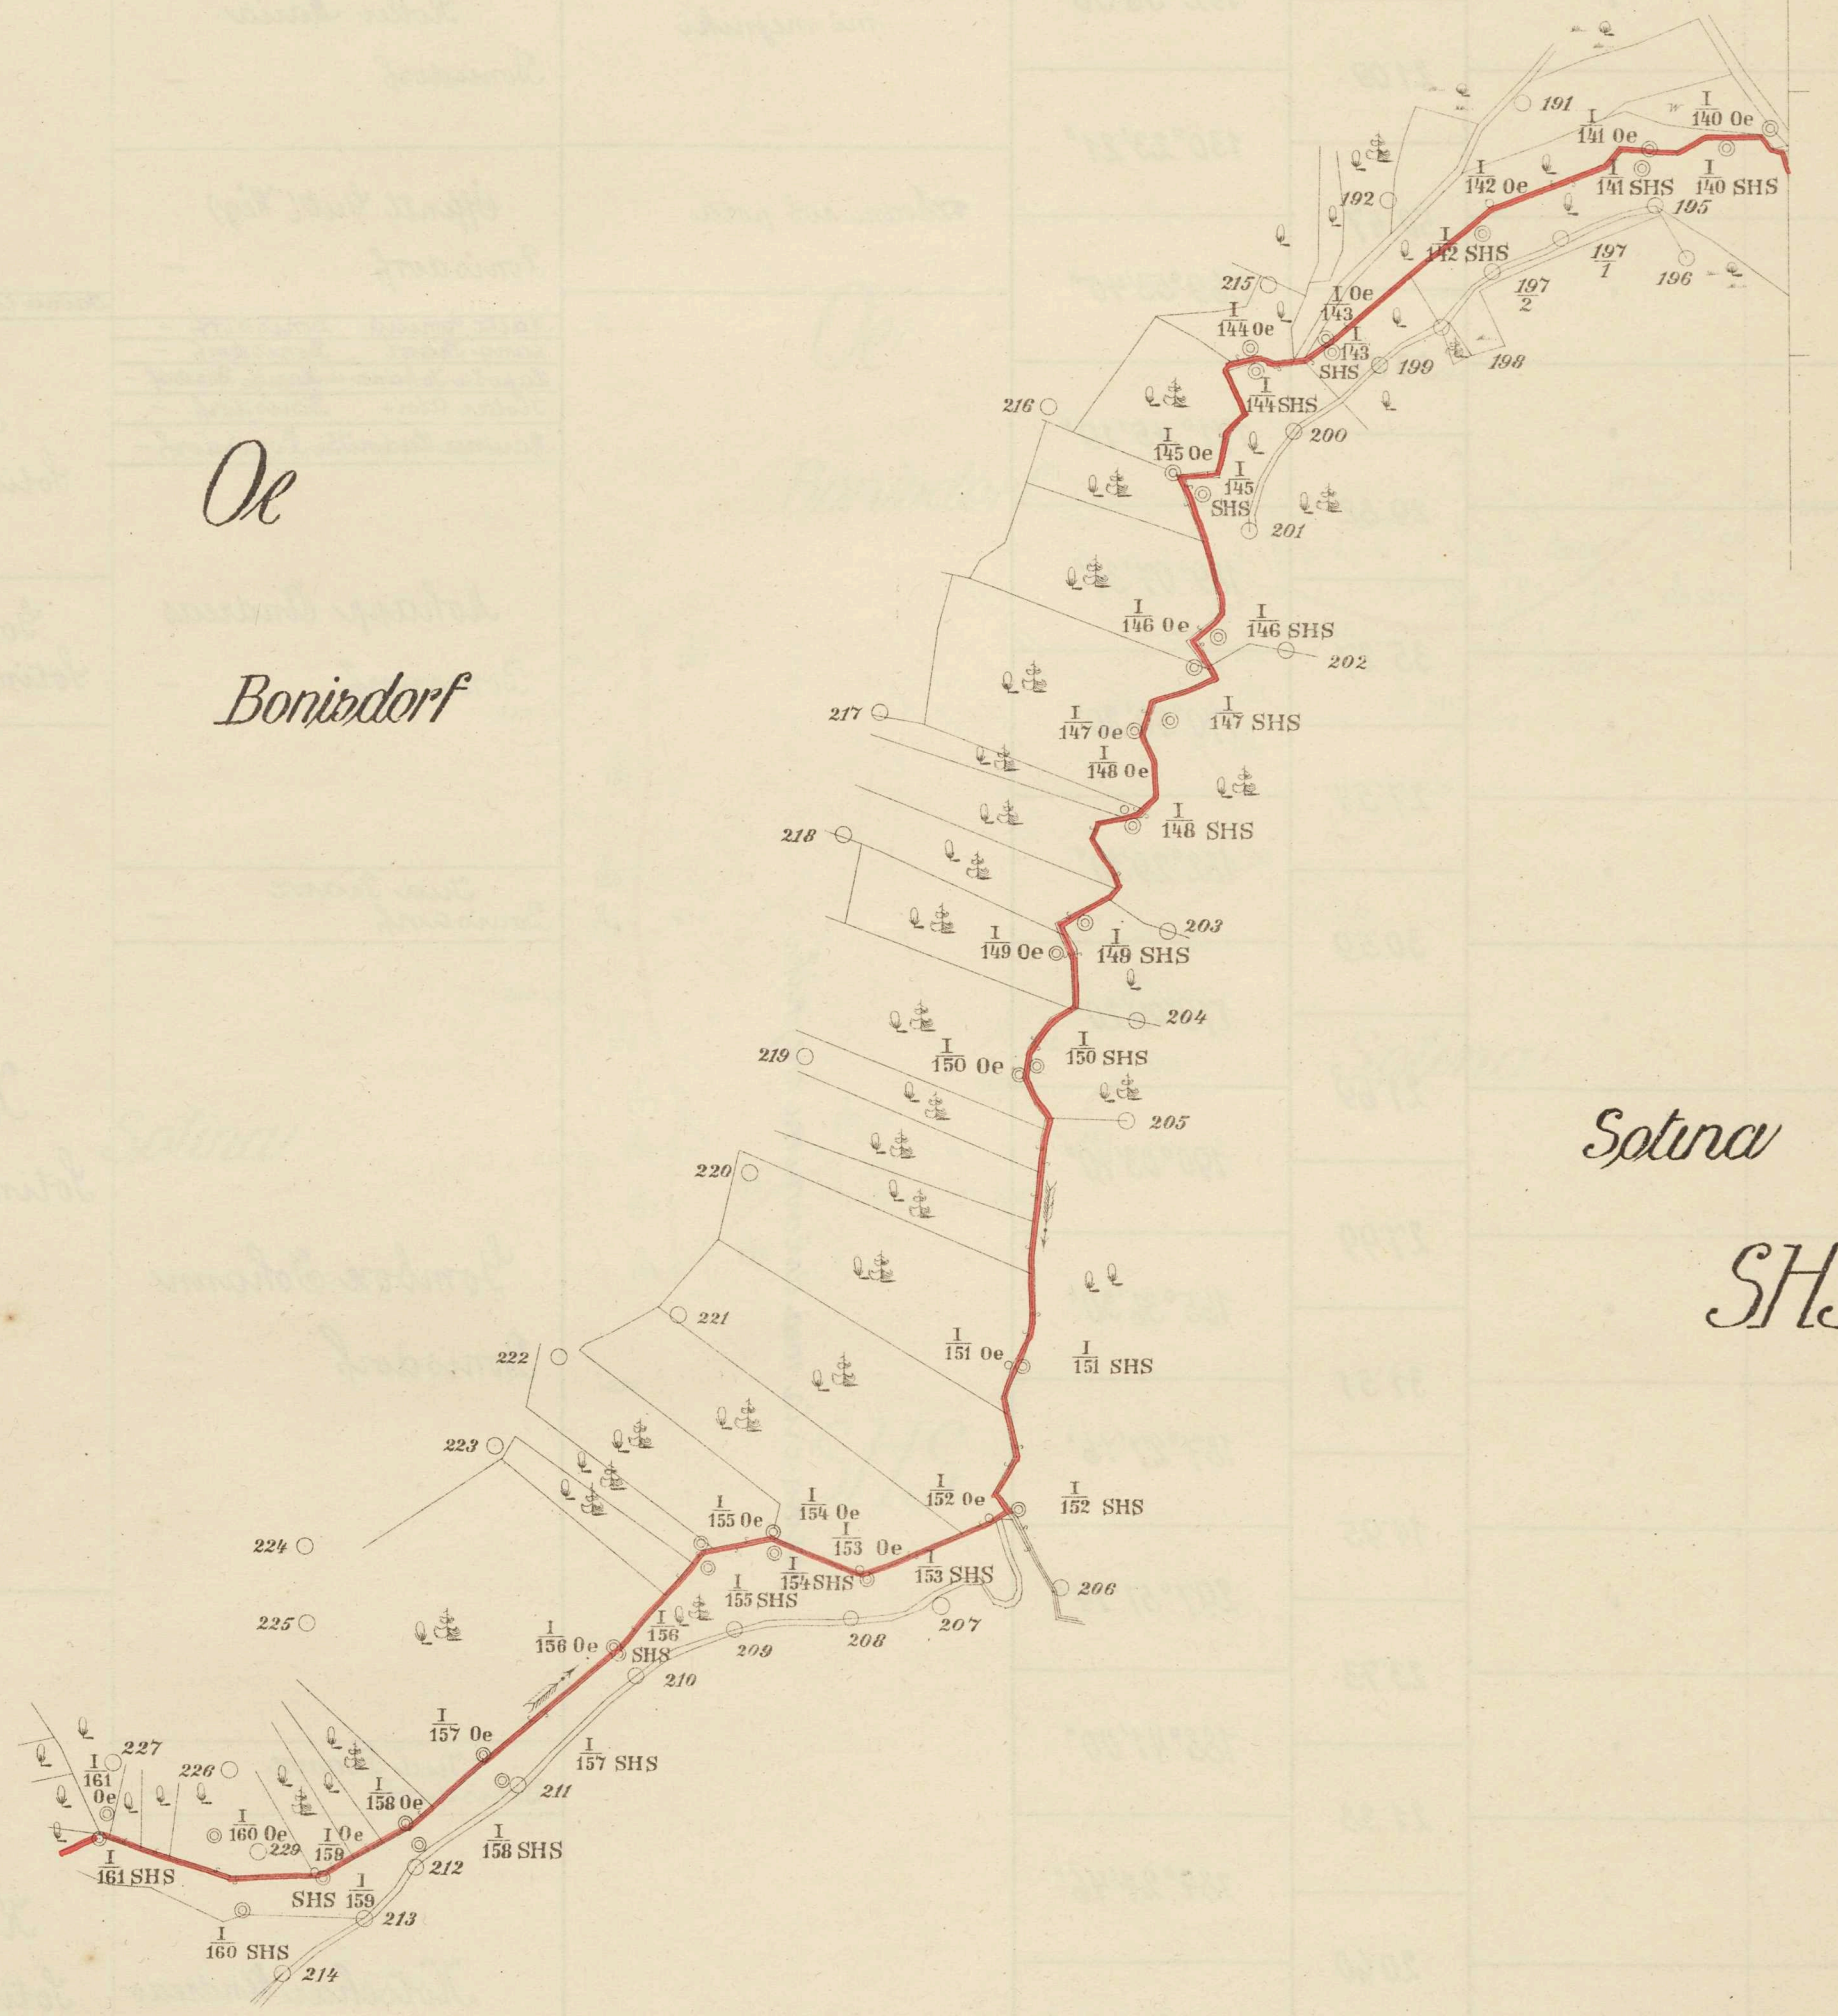 191
I
140 Oe
I
141 Oe
I
142 Oe
I
141 SHS
I
140 SHS
192
195
I
142 SHS
197
1
196
215
197
2
I Oe
143
I
144 Oe
I
143
SHS
199
198
I
144 SHS
216
200
I
145 Oe
I
145
SHS
201
Oe
I
146 Oe
I
146 SHS
202
Bonisdorf
217
I
147 Oe
I
147 SHS
I
148 Oe
I
148 SHS
218
203
I
149 Oe
I
149 SHS
204
219
I
150 Oe
I
150 SHS
205
Sotina
220
SHS
221
222
I
151 Oe
I
151 SHS
223
I
152 Oe
I
152 SHS
I
155 Oe
I
154 Oe
I
153 Oe
224
I
155 SHS
I
154 SHS
I
153 SHS
206
225
I
156 Oe
I
156
SHS
209
208
207
210
I
157 Oe
I
157 SHS
227
I
161
Oe
226
211
I
158 Oe
I
158 SHS
I
160 Oe
229
I Oe
159
212
I
161 SHS
SHS I
159
213
I
160 SHS
214